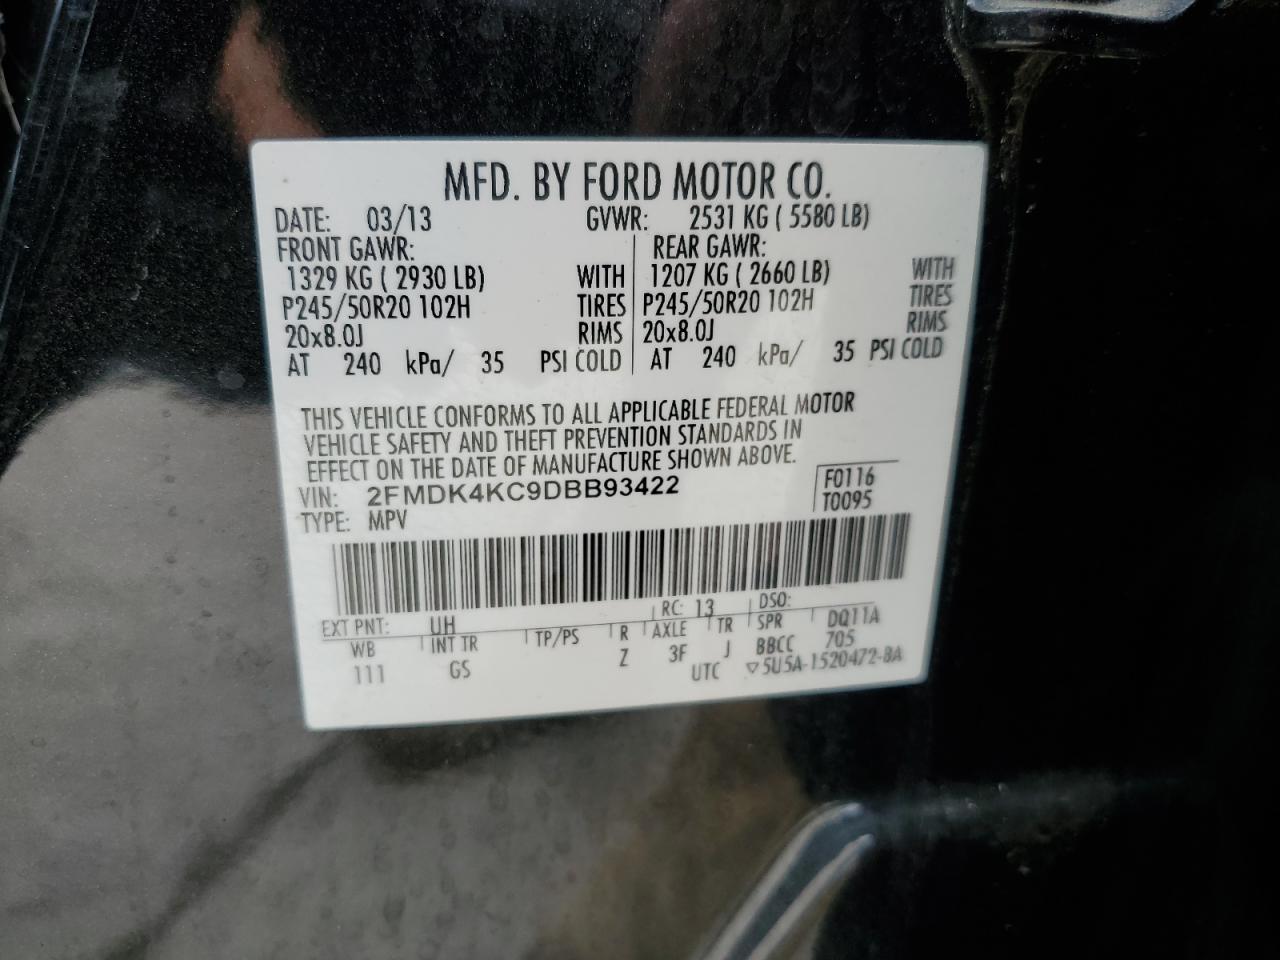 MFD. BY FORD MOTOR CO.
DATE: 03/13 GVWR: 2531 KG ( 5580 LB)
FRONT GAWR: REAR GAWR:
1329 KG ( 2930 LB) WITH 1207 KG ( 2660 LB) WITH
P245/50R20 102H TIRES P245/50R20 102H TIRES
20x8.0J RIMS 20x8.0J RIMS
AT 240 kPa/ 35 PSI COLD AT 240 kPa/ 35 PSI COLD
THIS VEHICLE CONFORMS TO ALL APPLICABLE FEDERAL MOTOR
VEHICLE SAFETY AND THEFT PREVENTION STANDARDS IN
EFFECT ON THE DATE OF MANUFACTURE SHOWN ABOVE.
VIN: 2FMDK4KC9DBB93422 F0116
TYPE: MPV T0095
EXT PNT: UH RC: 13 DSO:
WB INT TR TP/PS R AXLE TR SPR DQ11A
111 GS Z 3F J BBCC 705
UTC ▽5U5A-1520472-BA